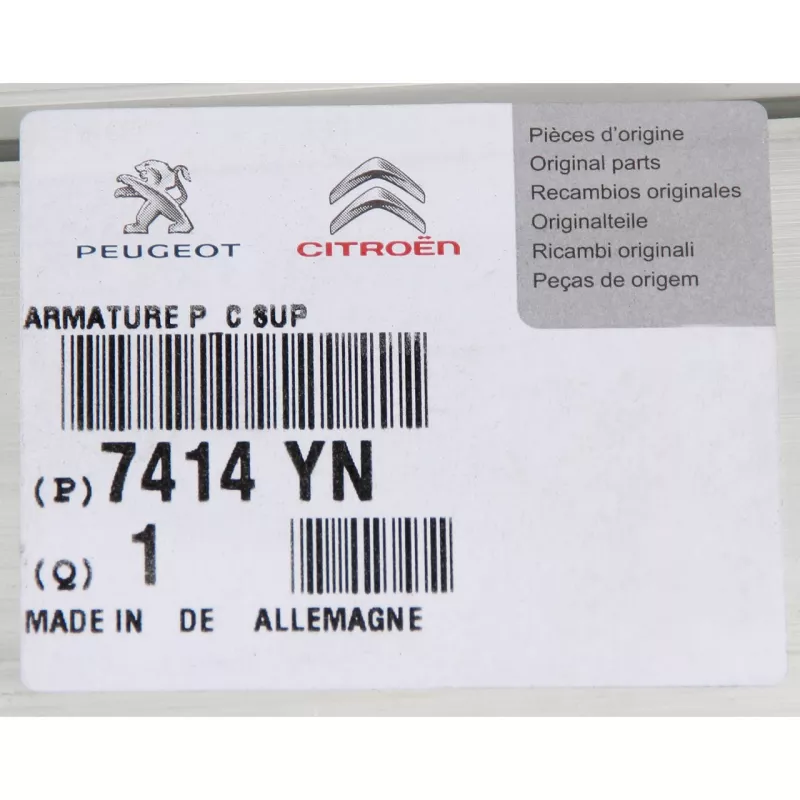 PEUGEOT
CITROËN
Pièces d'origine
Original parts
Recambios originales
Originalteile
Ricambi originali
Peças de origem
ARMATURE P C SUP
(P) 7414 YN
(Q) 1
MADE IN DE ALLEMAGNE